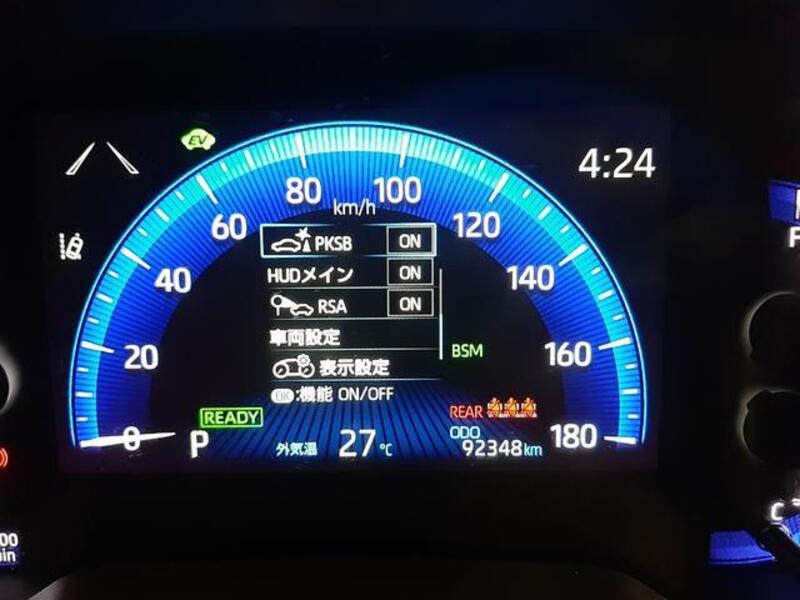 EV
4:24
80
100
km/h
60
120
PKSB ON
HUDメイン ON
40
140
RSA ON
車両設定
BSM
20
160
表示設定
OK:機能 ON/OFF
READY
REAR
0
P
外気温 27℃
ODO
92348km
180
C